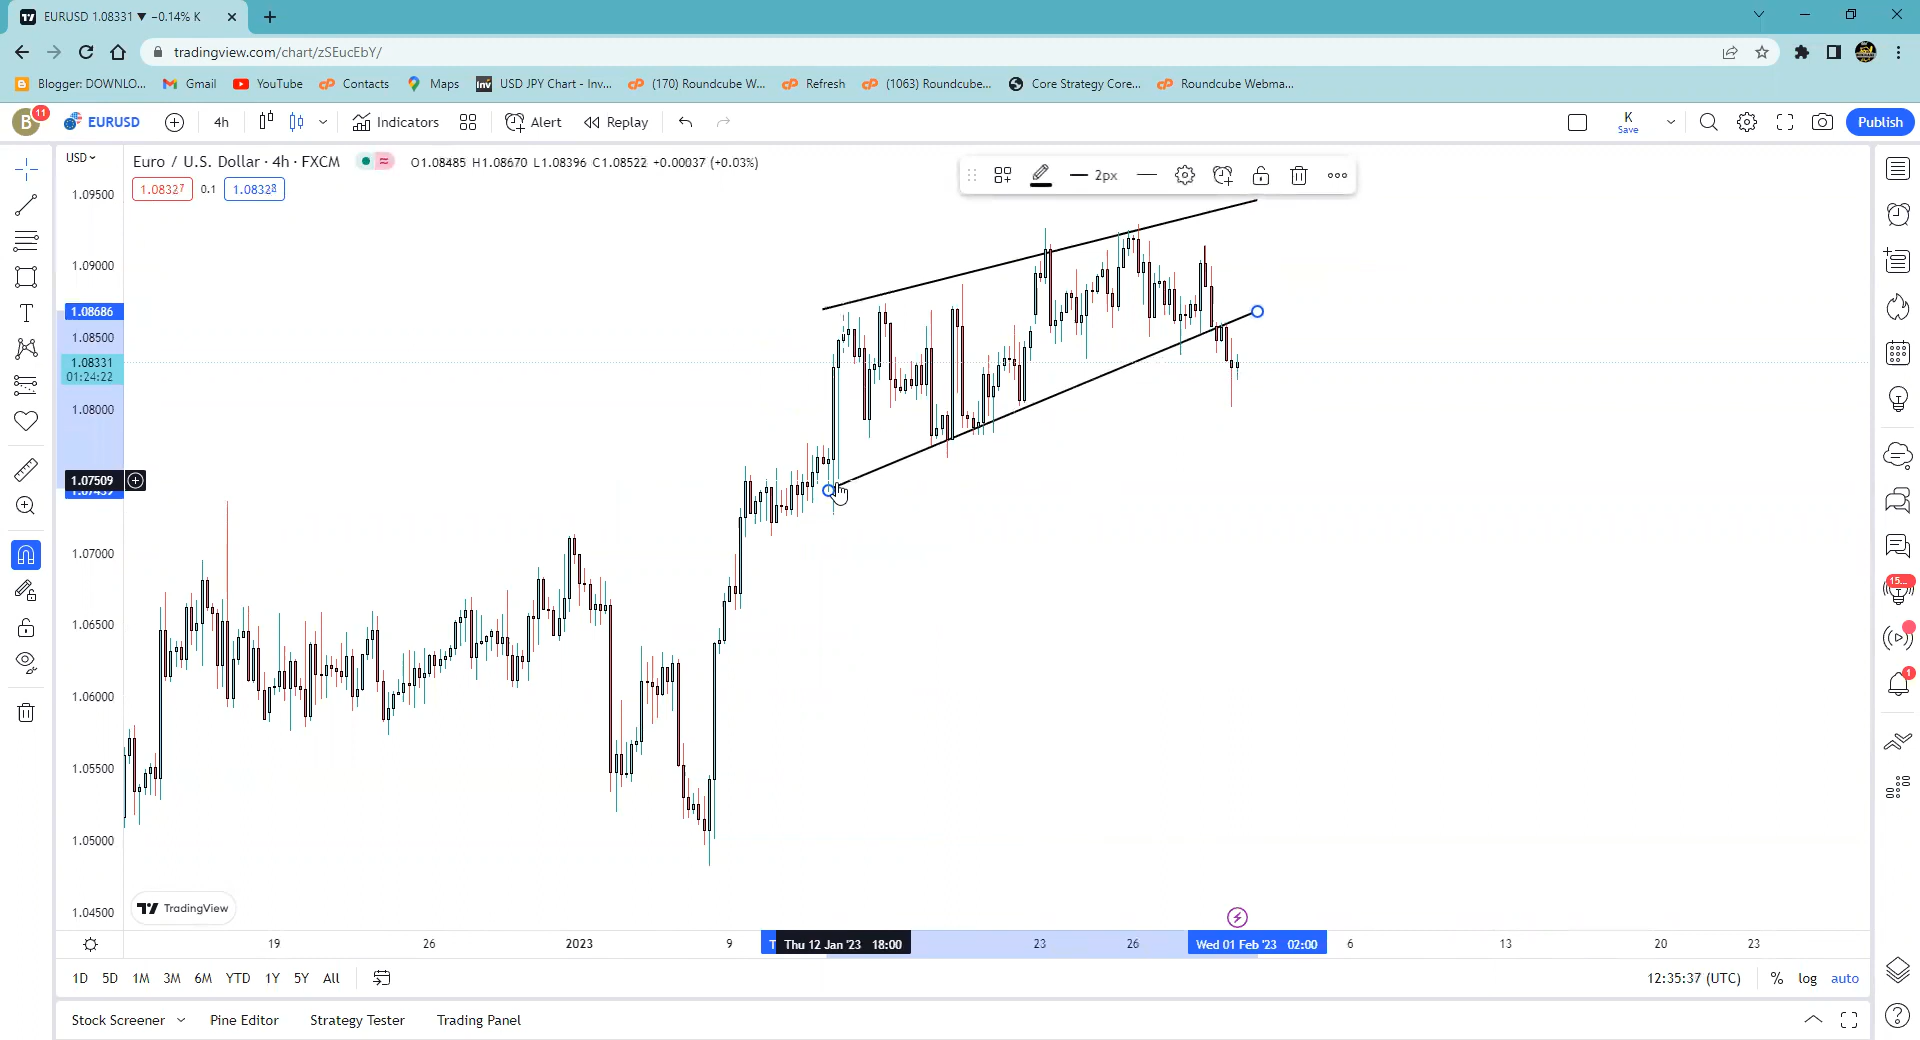 EURUSD 1.08331 ▼ −0.14% K
tradingview.com/chart/zSEucEbY/
Blogger: DOWNLO... Gmail YouTube Contacts Maps USD JPY Chart - Inv... (170) Roundcube W... Refresh (1063) Roundcube... Core Strategy Core... Roundcube Webma...
B 11 EURUSD 4h Indicators Alert Replay K Save Publish
USD Euro / U.S. Dollar · 4h · FXCM O1.08485 H1.08670 L1.08396 C1.08522 +0.00037 (+0.03%)
2px
1.08327 0.1 1.08328
1.09500
1.09000
1.08686
1.08500
1.08331
01:24:22
1.08000
1.07509
1.07000
1.06500
1.06000
1.05500
1.05000
1.04500
15...
1
TradingView
19 26 2023 9 T Thu 12 Jan '23 18:00 23 26 Wed 01 Feb '23 02:00 6 13 20 23
1D 5D 1M 3M 6M YTD 1Y 5Y All 12:35:37 (UTC) % log auto
Stock Screener Pine Editor Strategy Tester Trading Panel